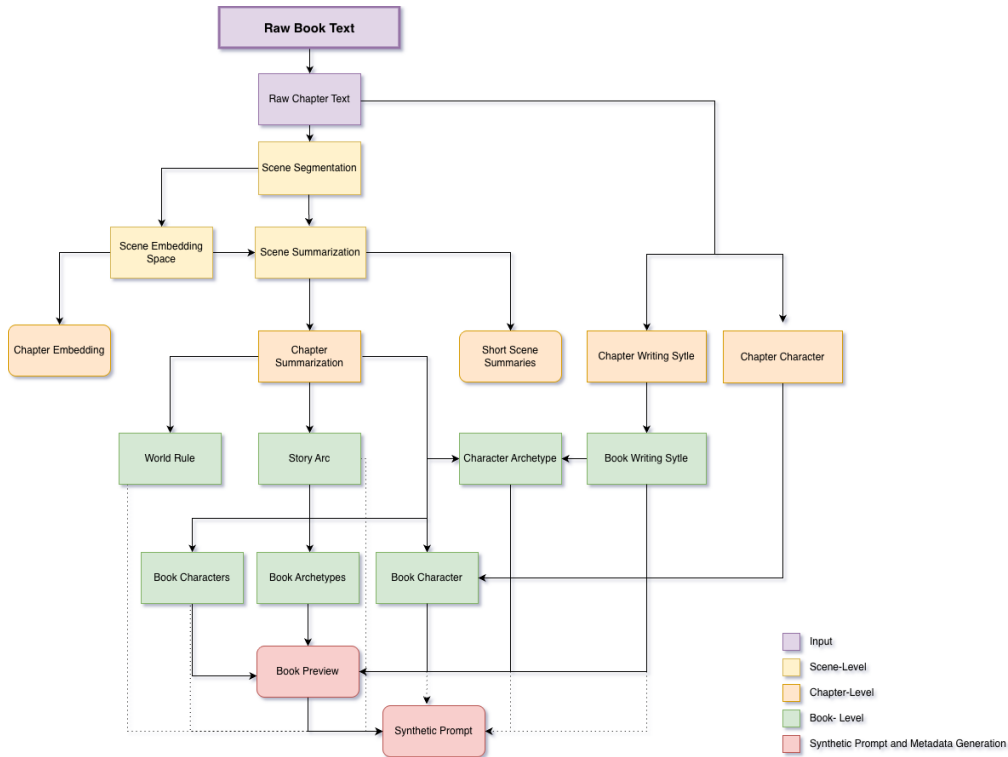 Raw Book Text
Raw Chapter Text
Scene Segmentation
Scene Embedding
Space
Scene Summarization
Chapter Embedding
Chapter
Summarization
Short Scene
Summaries
Chapter Writing Sytle
Chapter Character
World Rule
Story Arc
Character Archetype
Book Writing Sytle
Book Characters
Book Archetypes
Book Character
Book Preview
Synthetic Prompt
Input
Scene-Level
Chapter-Level
Book- Level
Synthetic Prompt and Metadata Generation